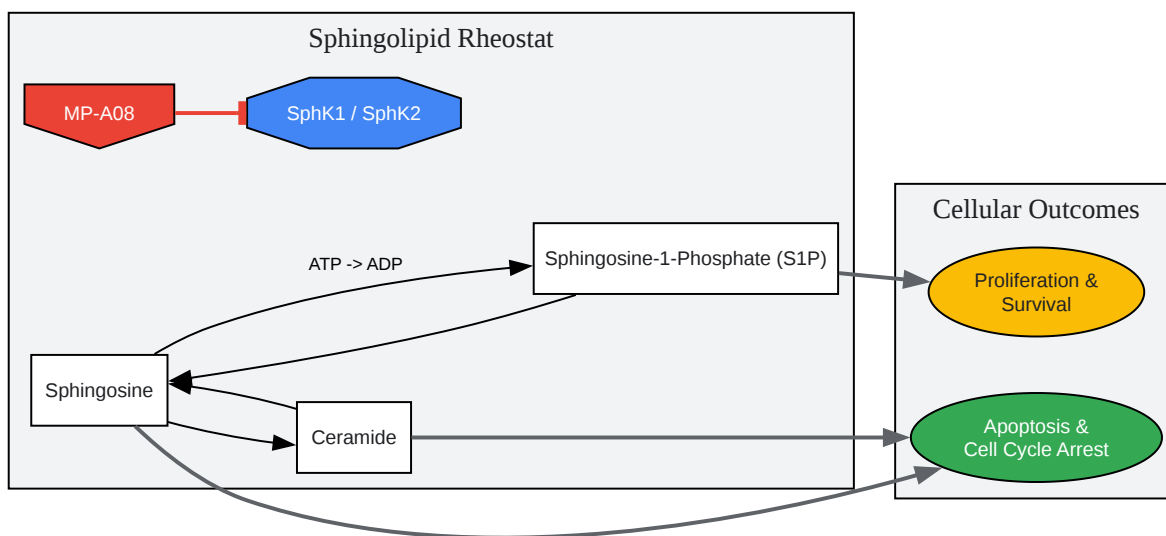 Sphingolipid Rheostat
MP-A08
SphK1 / SphK2
Cellular Outcomes
Sphingosine-1-Phosphate (S1P)
ATP -> ADP
Proliferation &
Survival
Sphingosine
Ceramide
Apoptosis &
Cell Cycle Arrest